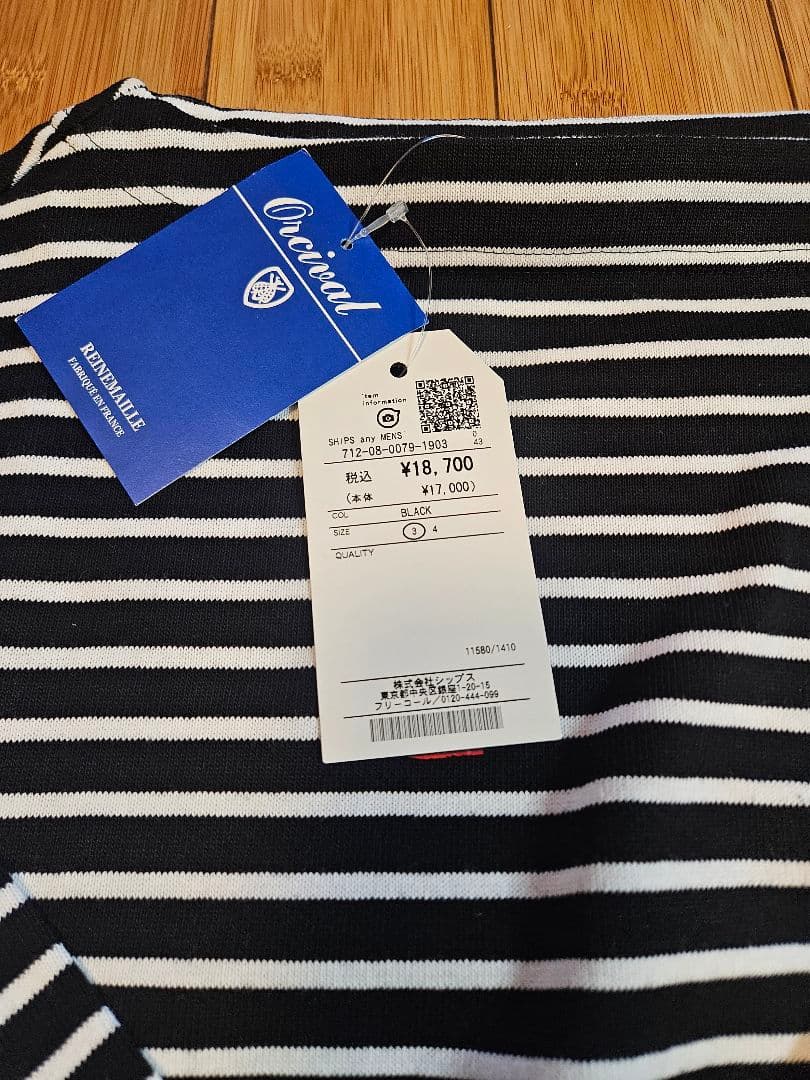 Orcival
REINEMAILLE
FABRIQUÉ EN FRANCE
item
information
SHIPS any MENS
0
712-08-0079-1903
43
税込 ¥18,700
(本体 ¥17,000)
COL BLACK
SIZE 3 4
QUALITY
11580/1410
株式会社シップス
東京都中央区銀座1-20-15
フリーコール/0120-444-099